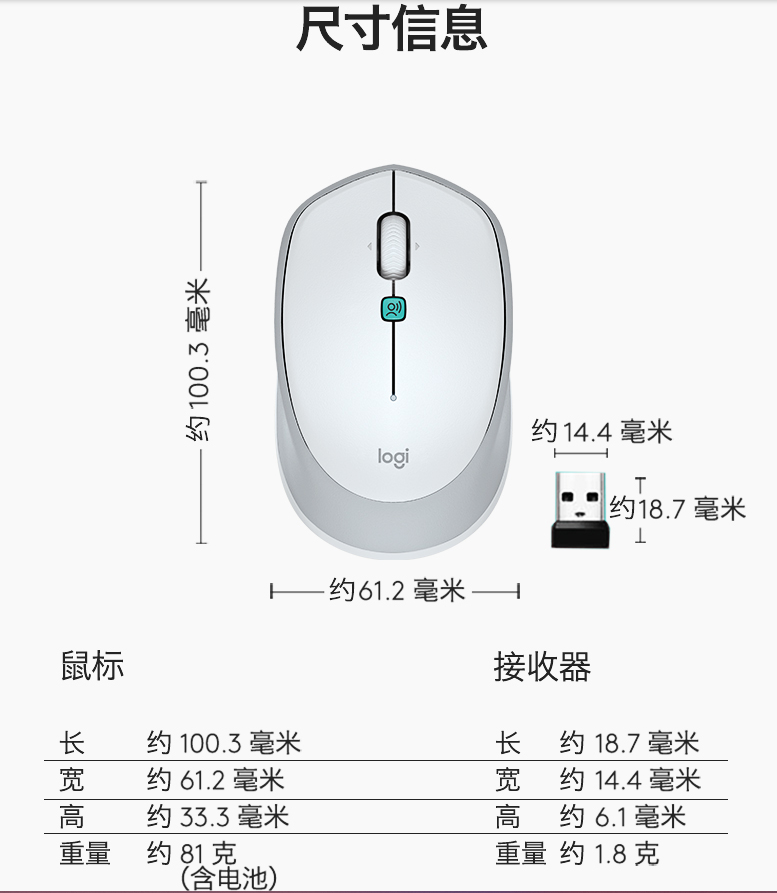 尺寸信息
约100.3 毫米
logi
约14.4 毫米
约18.7 毫米
约61.2 毫米
鼠标
接收器
长 约 100.3 毫米
长 约 18.7 毫米
宽 约 61.2 毫米
宽 约 14.4 毫米
高 约 33.3 毫米
高 约 6.1 毫米
重量 约 81 克
(含电池)
重量 约 1.8 克